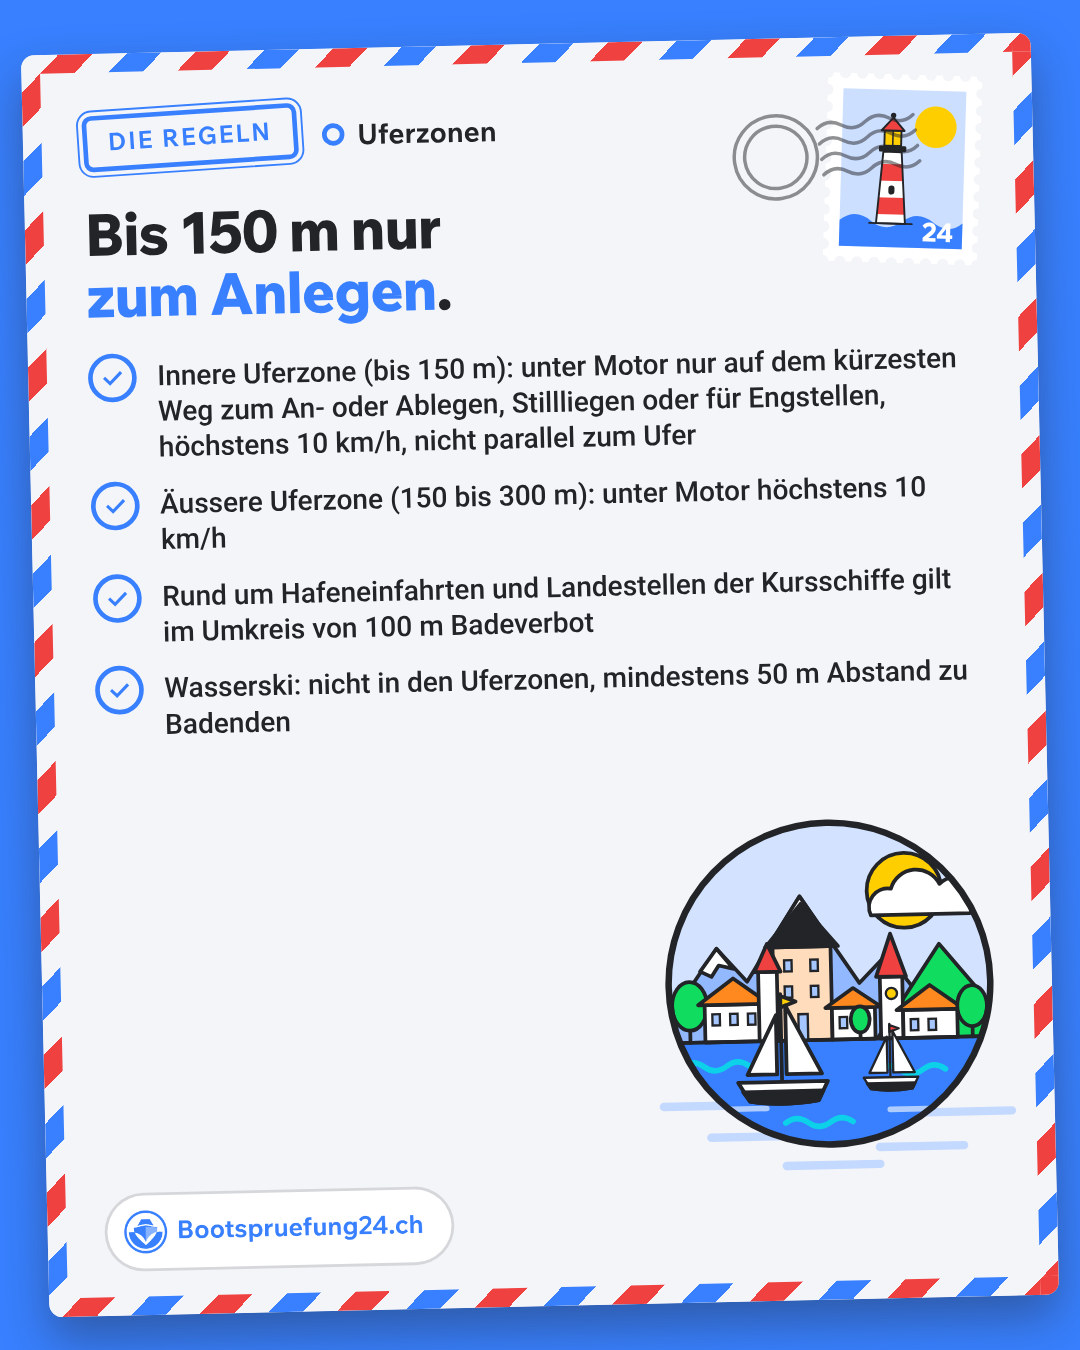 DIE REGELN
Uferzonen
24
Bis 150 m nur
zum Anlegen.
Innere Uferzone (bis 150 m): unter Motor nur auf dem kürzesten
Weg zum An- oder Ablegen, Stillliegen oder für Engstellen,
höchstens 10 km/h, nicht parallel zum Ufer
Äussere Uferzone (150 bis 300 m): unter Motor höchstens 10
km/h
Rund um Hafeneinfahrten und Landestellen der Kursschiffe gilt
im Umkreis von 100 m Badeverbot
Wasserski: nicht in den Uferzonen, mindestens 50 m Abstand zu
Badenden
Bootspruefung24.ch